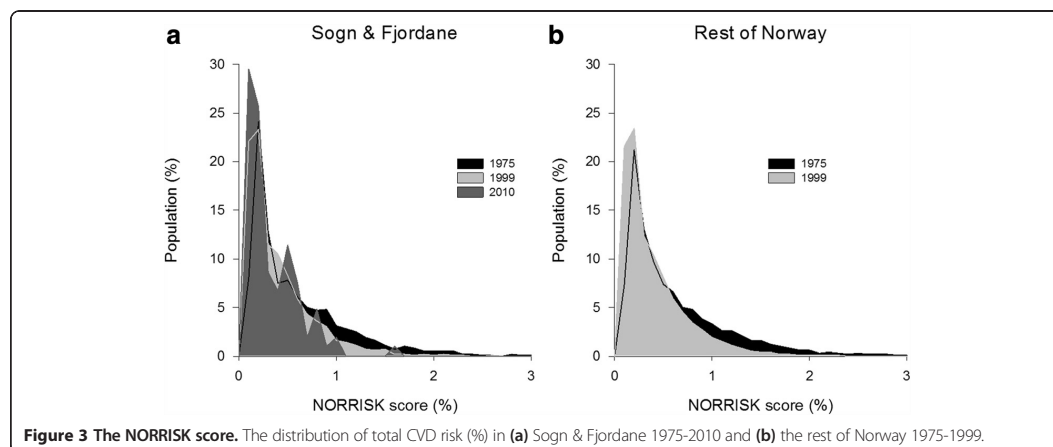 a Sogn & Fjordane
b Rest of Norway
30
25
20
15
10
5
0
Population (%)
1975
1999
2010
0 1 2 3
NORRISK score (%)
30
25
20
15
10
5
0
Population (%)
1975
1999
0 1 2 3
NORRISK score (%)
Figure 3 The NORRISK score. The distribution of total CVD risk (%) in (a) Sogn & Fjordane 1975-2010 and (b) the rest of Norway 1975-1999.